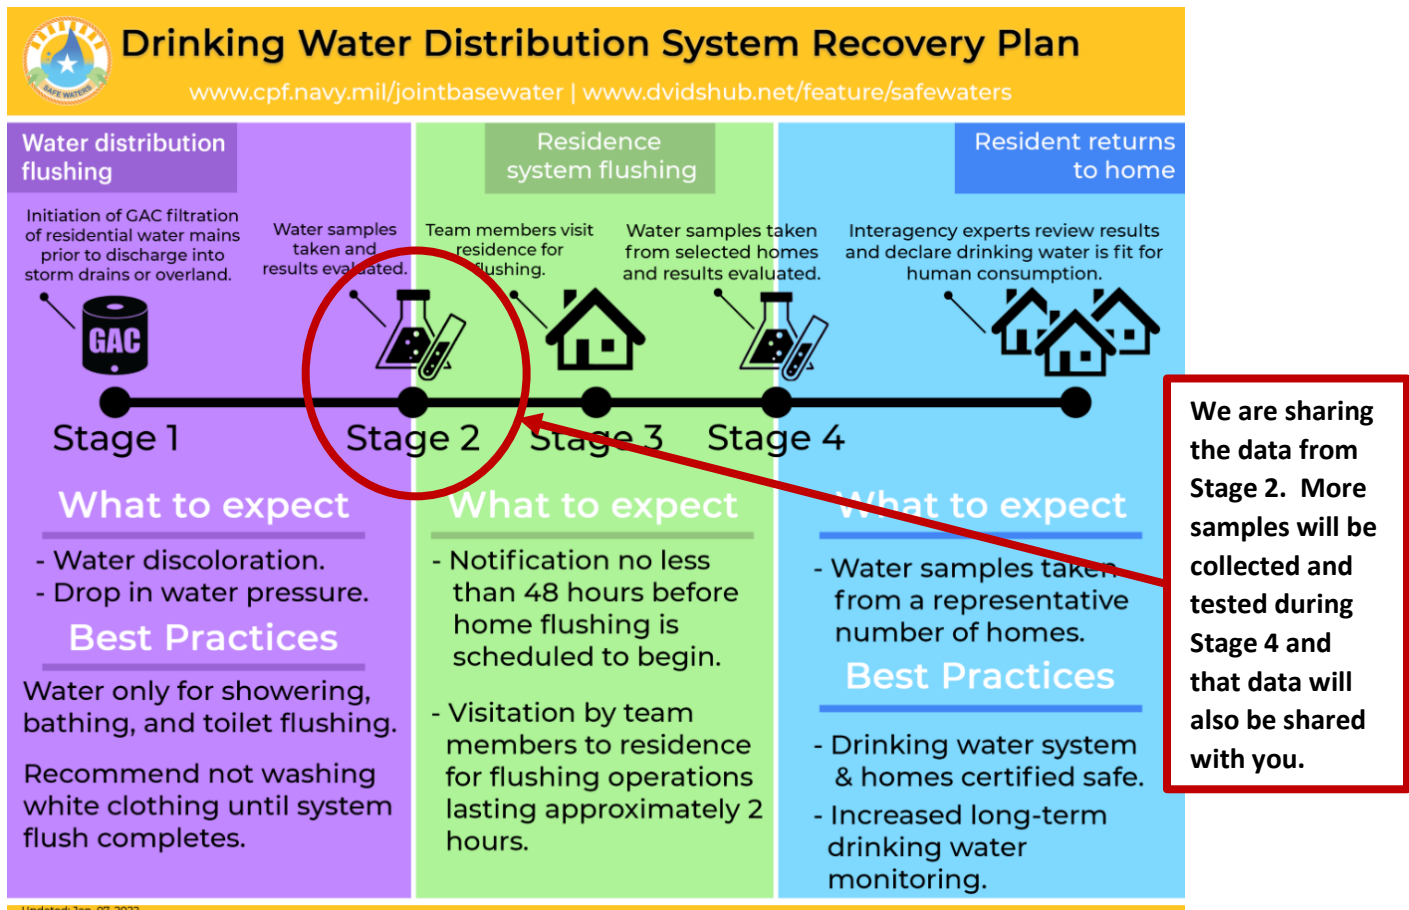 Drinking Water Distribution System Recovery Plan
www.cpf.navy.mil/jointbasewater | www.dvidshub.net/feature/safewaters
SAFE WATERS
Water distribution
flushing
Initiation of GAC filtration
of residential water mains
prior to discharge into
storm drains or overland.
Water samples
taken and
results evaluated.
GAC
Residence
system flushing
Team members visit
residence for
flushing.
Water samples taken
from selected homes
and results evaluated.
Resident returns
to home
Interagency experts review results
and declare drinking water is fit for
human consumption.
Stage 1
Stage 2
Stage 3
Stage 4
What to expect
- Water discoloration.
- Drop in water pressure.
Best Practices
Water only for showering,
bathing, and toilet flushing.
Recommend not washing
white clothing until system
flush completes.
What to expect
- Notification no less
than 48 hours before
home flushing is
scheduled to begin.
- Visitation by team
members to residence
for flushing operations
lasting approximately 2
hours.
What to expect
- Water samples taken
from a representative
number of homes.
Best Practices
- Drinking water system
& homes certified safe.
- Increased long-term
drinking water
monitoring.
We are sharing
the data from
Stage 2. More
samples will be
collected and
tested during
Stage 4 and
that data will
also be shared
with you.
Updated: Jan. 07, 2022